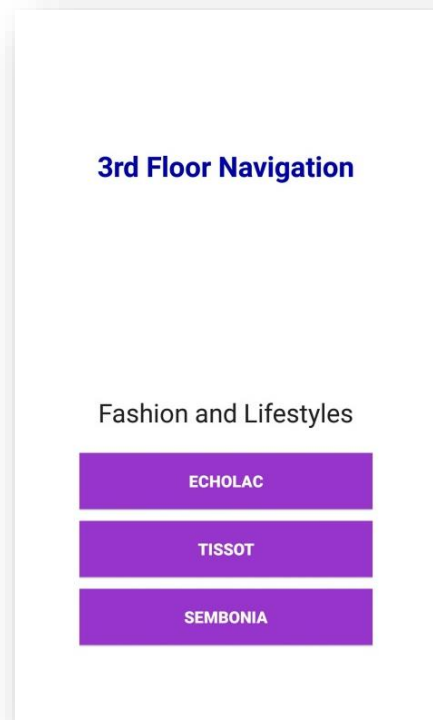 3rd Floor Navigation
Fashion and Lifestyles
ECHOLAC
TISSOT
SEMBONIA